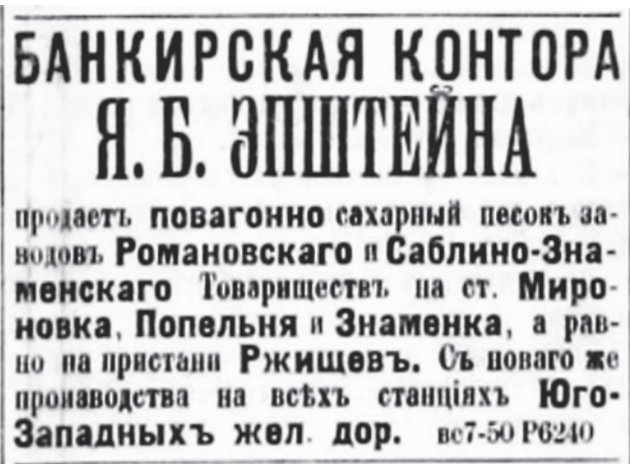 БАНКИРСКАЯ КОНТОРА
Я. Б. ЭПШТЕЙНА
продаетъ повагонно сахарный песокъ за-
водовъ Романовскаго и Саблино-Зна-
менскаго Товариществъ на ст. Миро-
новка, Попельня и Знаменка, а рав-
но на пристани Ржищевъ. Съ новаго же
производства на всѣхъ станціяхъ Юго-
Западныхъ жел. дор. вс7-50 Р6240